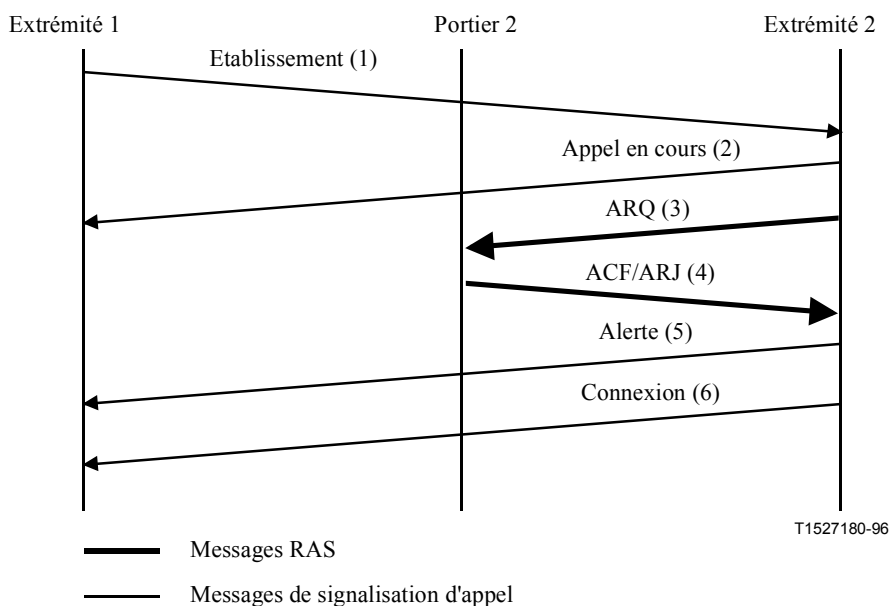 Extrémité 1
Portier 2
Extrémité 2
Etablissement (1)
Appel en cours (2)
ARQ (3)
ACF/ARJ (4)
Alerte (5)
Connexion (6)
T1527180-96
Messages RAS
Messages de signalisation d'appel